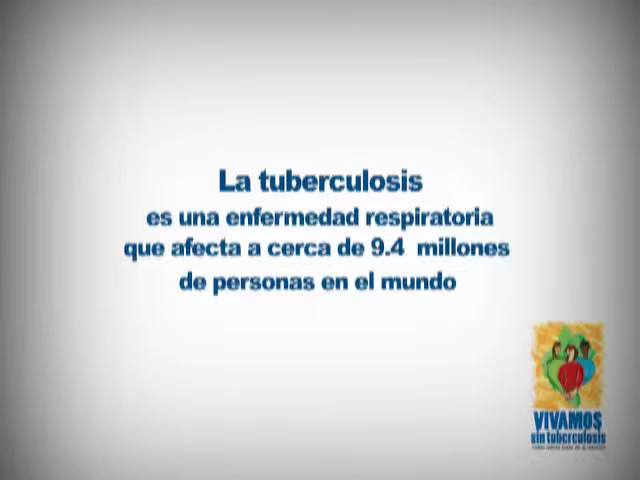 La tuberculosis
es una enfermedad respiratoria
que afecta a cerca de 9.4 millones
de personas en el mundo
VIVAMOS
sin tuberculosis